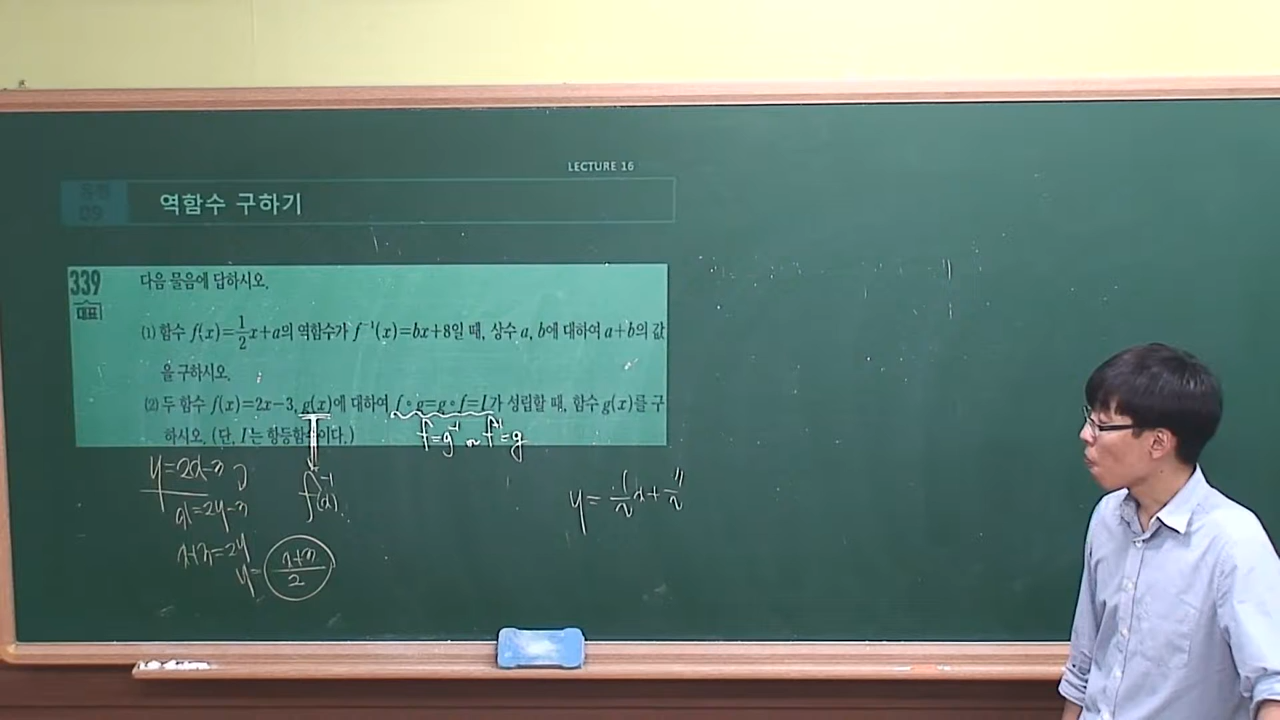 LECTURE 16
유형 09 역함수 구하기
339 다음 물음에 답하시오.
대표
(1) 함수 f(x)=1/2x+a의 역함수가 f⁻¹(x)=bx+8일 때, 상수 a, b에 대하여 a+b의 값
을 구하시오.
(2) 두 함수 f(x)=2x-3, g(x)에 대하여 f∘g=g∘f=I가 성립할 때, 함수 g(x)를 구
하시오. (단, I는 항등함수이다.)
f=g⁻¹ or f⁻¹=g
y=2x-3
f⁻¹(x)
x=2y-3
y=1/2x+3/2
x+3=2y
y=(x+3)/2